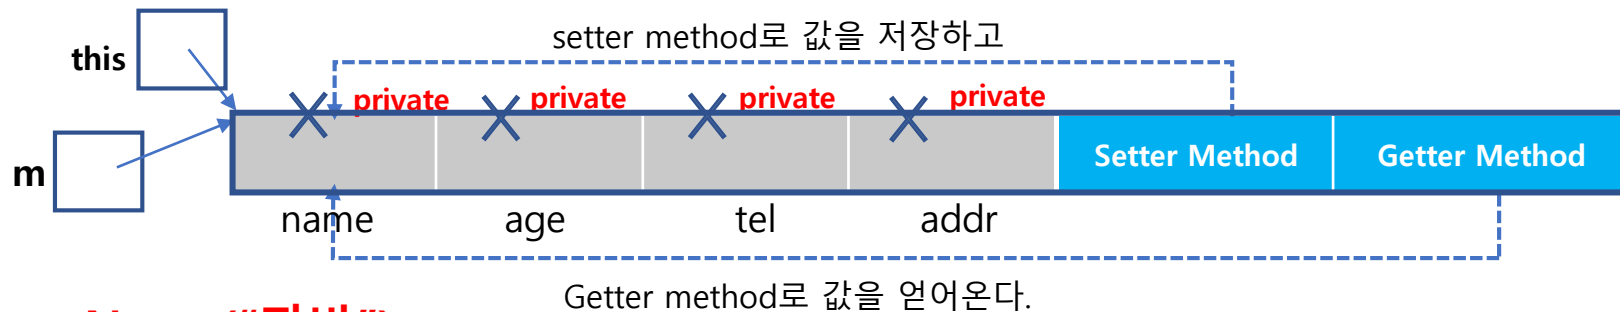 setter method로 값을 저장하고
this
private private private private
m
Setter Method Getter Method
name age tel addr
Getter method로 값을 얻어온다.